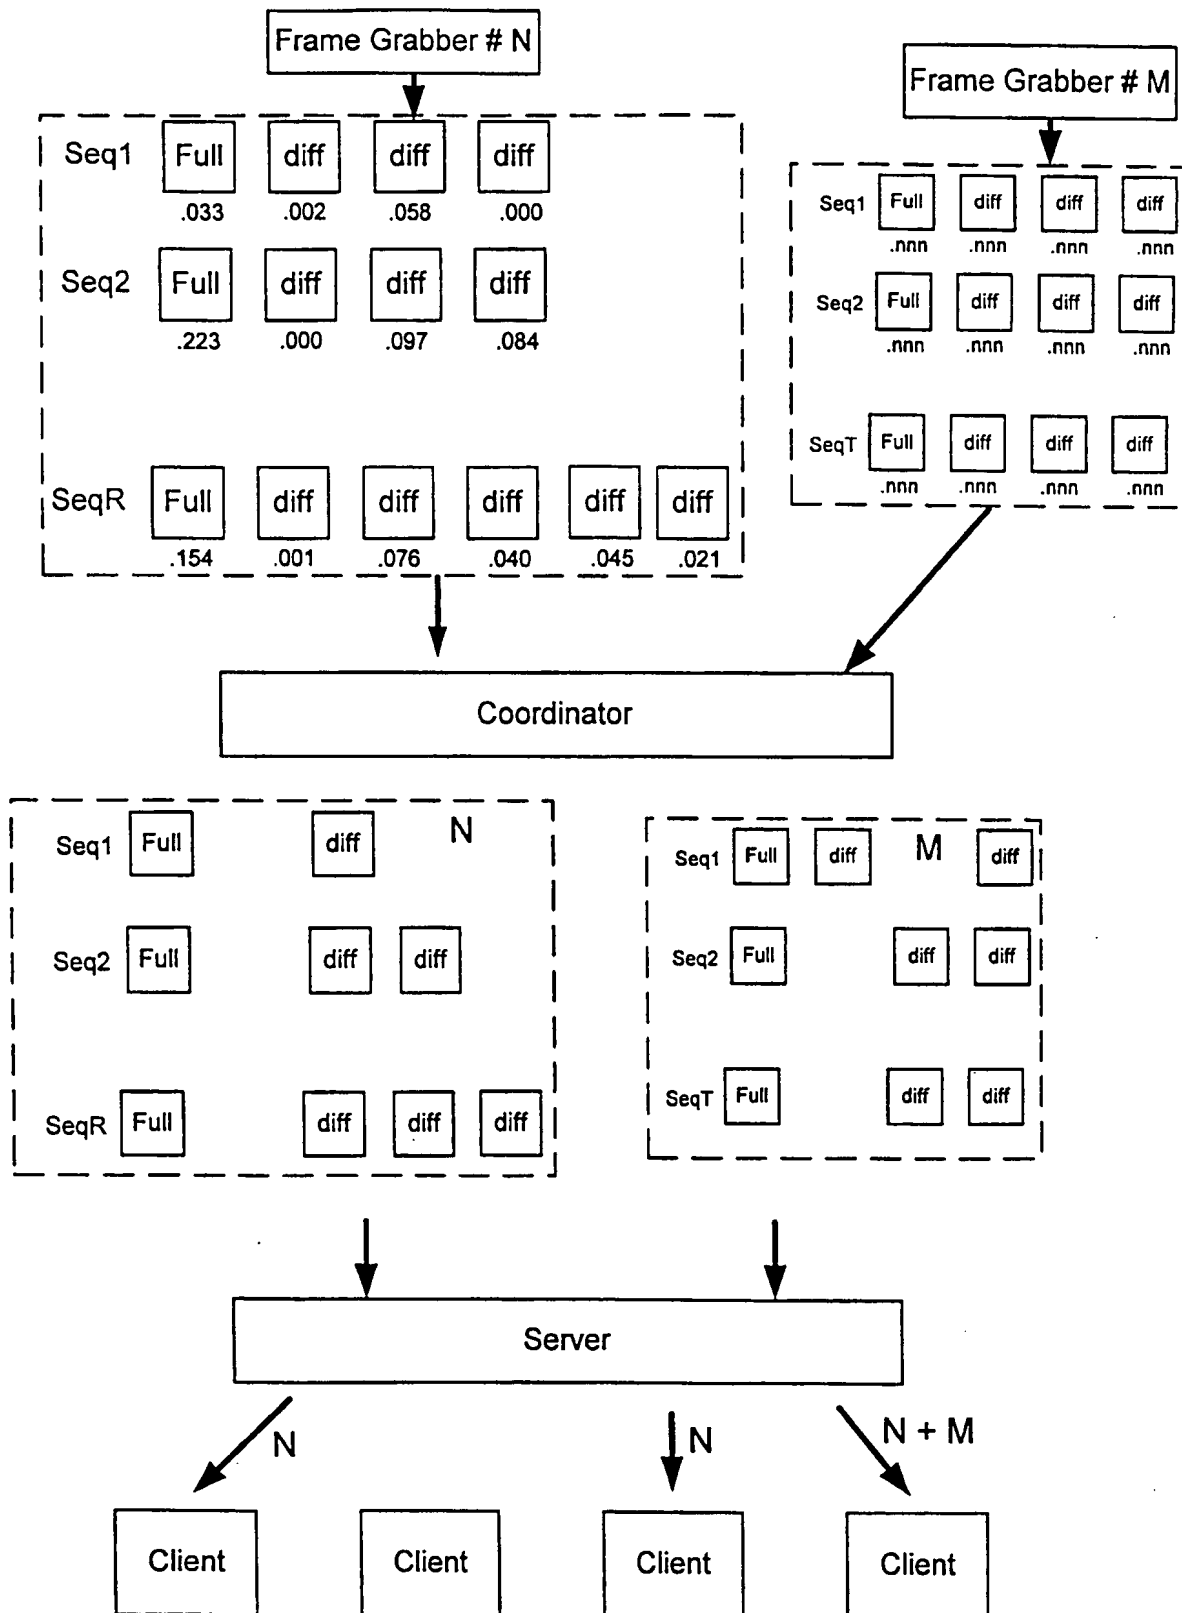 Frame Grabber # N
Frame Grabber # M
Seq1 Full diff diff diff
.033 .002 .058 .000
Seq2 Full diff diff diff
.223 .000 .097 .084
SeqR Full diff diff diff diff diff
.154 .001 .076 .040 .045 .021
Seq1 Full diff diff diff
.nnn .nnn .nnn .nnn
Seq2 Full diff diff diff
.nnn .nnn .nnn .nnn
SeqT Full diff diff diff
.nnn .nnn .nnn .nnn
Coordinator
Seq1 Full diff N
Seq2 Full diff diff
SeqR Full diff diff diff
Seq1 Full diff M diff
Seq2 Full diff diff
SeqT Full diff diff
Server
N N N + M
Client Client Client Client